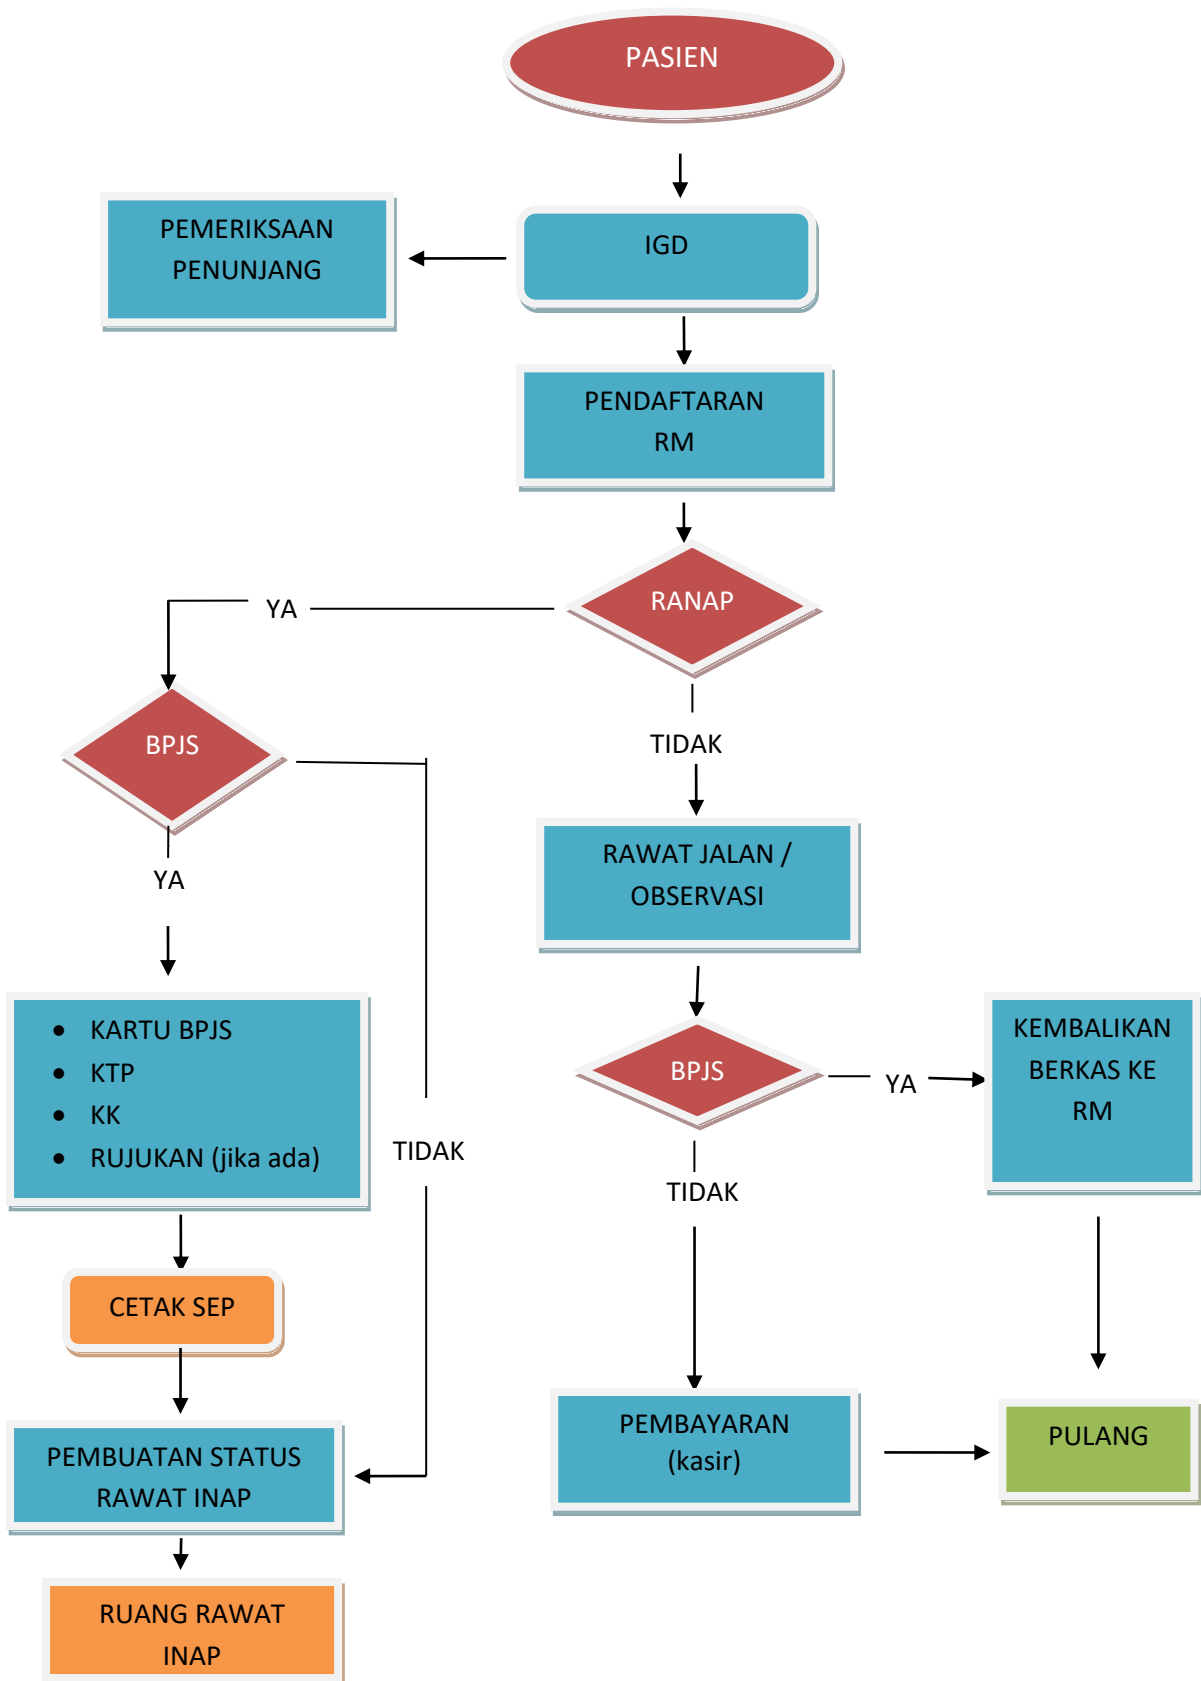 PASIEN
PEMERIKSAAN
PENUNJANG
IGD
PENDAFTARAN
RM
RANAP
YA
BPJS
TIDAK
YA
RAWAT JALAN /
OBSERVASI
• KARTU BPJS
• KTP
• KK
• RUJUKAN (jika ada)
TIDAK
BPJS
YA
KEMBALIKAN
BERKAS KE
RM
TIDAK
CETAK SEP
PEMBUATAN STATUS
RAWAT INAP
PEMBAYARAN
(kasir)
PULANG
RUANG RAWAT
INAP